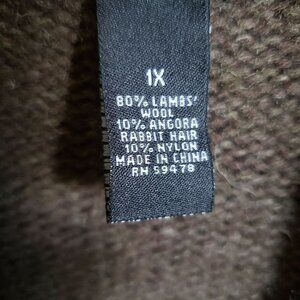 1X
80% LAMBS'
WOOL
10% ANGORA
RABBIT HAIR
10% NYLON
MADE IN CHINA
RN 59478